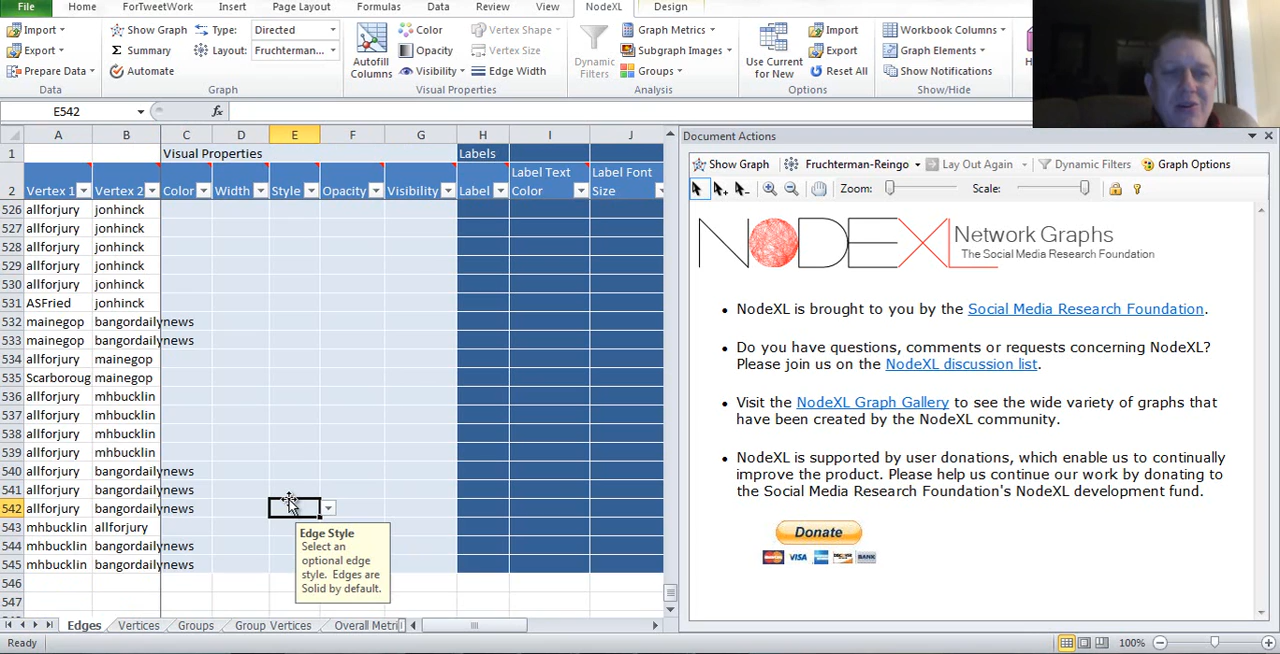 File Home ForTweetWork Insert Page Layout Formulas Data Review View NodeXL Design
Import Show Graph Type: Directed Color Vertex Shape Graph Metrics Import Workbook Columns
Export Summary Layout: Fruchterman... Opacity Vertex Size Subgraph Images Export Graph Elements
Prepare Data Automate Autofill Columns Visibility Edge Width Dynamic Filters Groups Use Current for New Reset All Show Notifications
Data Graph Visual Properties Analysis Options Show/Hide
E542 fx
A B C D E F G H I J
1 Visual Properties Labels
2 Vertex 1 Vertex 2 Color Width Style Opacity Visibility Label Label Text Color Label Font Size
526 allforjury jonhinck
527 allforjury jonhinck
528 allforjury jonhinck
529 allforjury jonhinck
530 allforjury jonhinck
531 ASFried jonhinck
532 mainegop bangordailynews
533 mainegop bangordailynews
534 allforjury mainegop
535 Scarboroug mainegop
536 allforjury mhbucklin
537 allforjury mhbucklin
538 allforjury mhbucklin
539 allforjury mhbucklin
540 allforjury bangordailynews
541 allforjury bangordailynews
542 allforjury bangordailynews
543 mhbucklin allforjury
544 mhbucklin bangordailynews
545 mhbucklin bangordailynews
546
547
Edge Style
Select an
optional edge
style. Edges are
Solid by default.
Edges Vertices Groups Group Vertices Overall Metri
Ready 100%
Document Actions
Show Graph Fruchterman-Reingo Lay Out Again Dynamic Filters Graph Options
Zoom: Scale:
NODEXL Network Graphs
The Social Media Research Foundation
• NodeXL is brought to you by the Social Media Research Foundation.
• Do you have questions, comments or requests concerning NodeXL?
Please join us on the NodeXL discussion list.
• Visit the NodeXL Graph Gallery to see the wide variety of graphs that
have been created by the NodeXL community.
• NodeXL is supported by user donations, which enable us to continually
improve the product. Please help us continue our work by donating to
the Social Media Research Foundation's NodeXL development fund.
Donate
VISA BANK